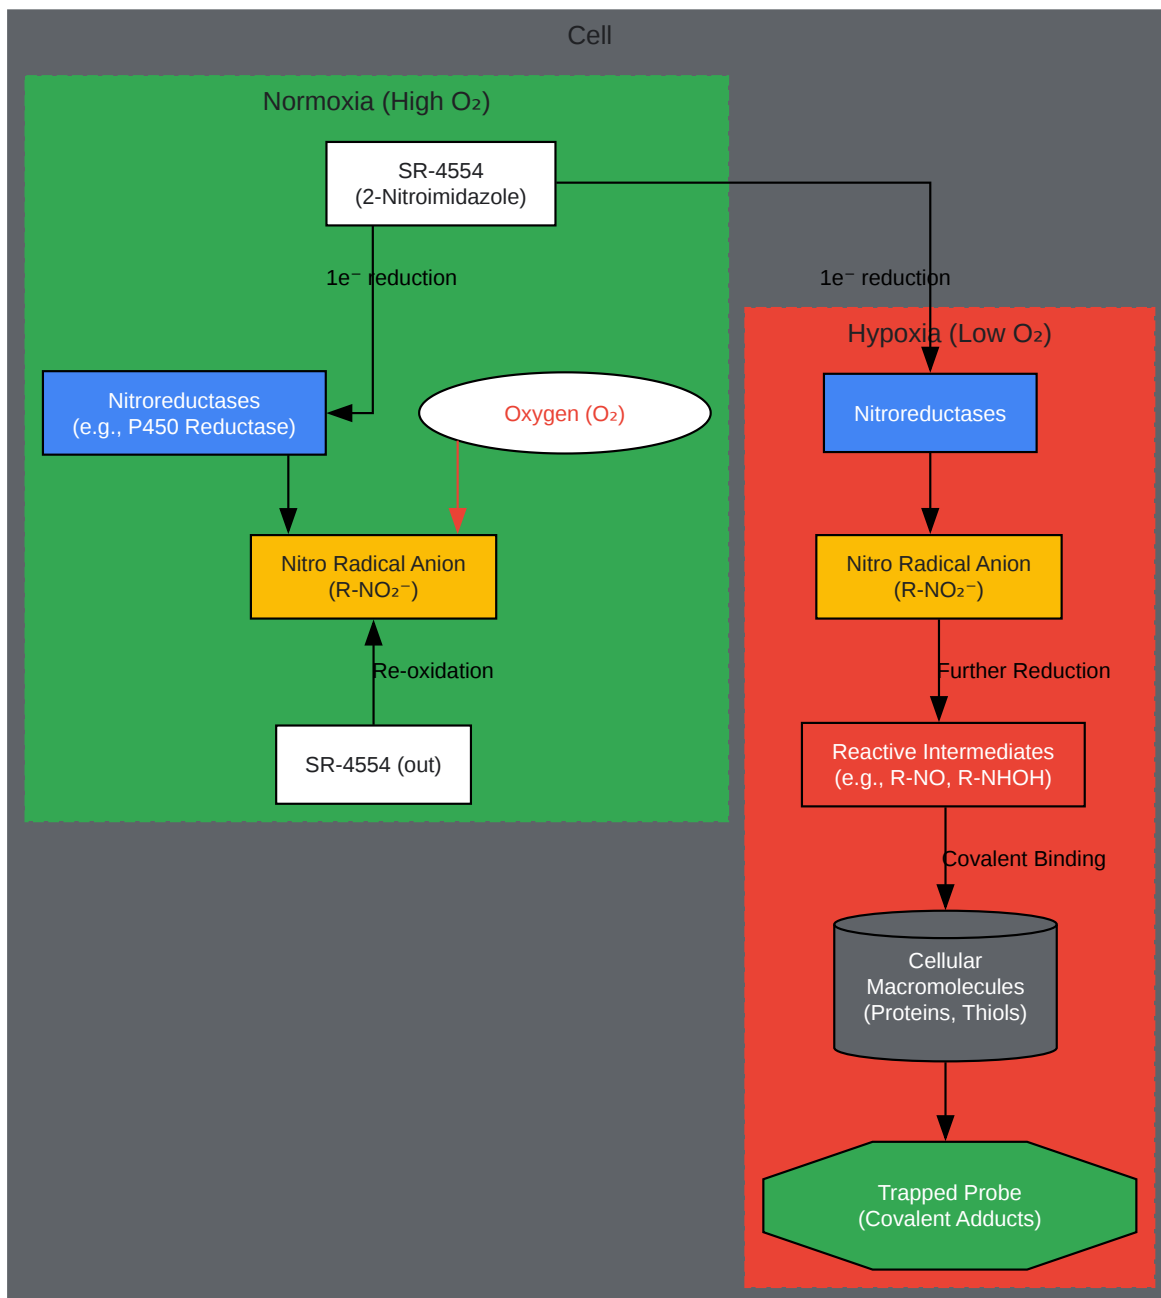 Cell
Normoxia (High O₂)
SR-4554
(2-Nitroimidazole)
1e⁻ reduction
1e⁻ reduction
Hypoxia (Low O₂)
Nitroreductases
(e.g., P450 Reductase)
Oxygen (O₂)
Nitroreductases
Nitro Radical Anion
(R-NO₂⁻)
Nitro Radical Anion
(R-NO₂⁻)
Re-oxidation
Further Reduction
SR-4554 (out)
Reactive Intermediates
(e.g., R-NO, R-NHOH)
Covalent Binding
Cellular
Macromolecules
(Proteins, Thiols)
Trapped Probe
(Covalent Adducts)